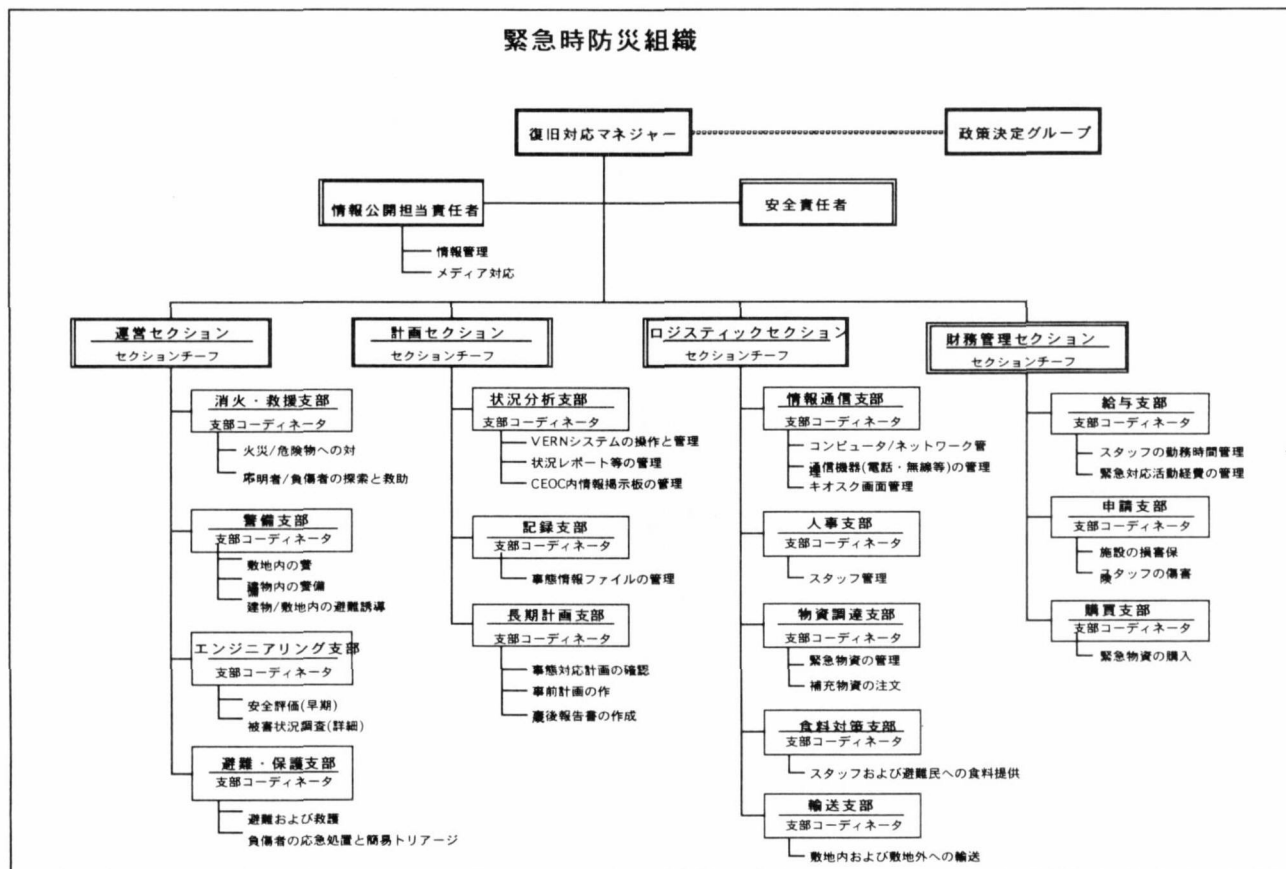 緊急時防災組織
復旧対応マネジャー
政策決定グループ
情報公開担当責任者
安全責任者
情報管理
メディア対応
運営セクション
セクションチーフ
消火・救援支部
支部コーディネータ
火災/危険物への対
応
不明者/負傷者の探索と救助
警備支部
支部コーディネータ
敷地内の警
備
建物内の警備
建物/敷地内の避難誘導
エンジニアリング支部
支部コーディネータ
安全評価(早期)
被害状況調査(詳細)
避難・保護支部
支部コーディネータ
避難および救護
負傷者の応急処置と簡易トリアージ
計画セクション
セクションチーフ
状況分析支部
支部コーディネータ
VERNシステムの操作と管理
状況レポート等の管理
CEOC内情報掲示板の管理
記録支部
支部コーディネータ
事態情報ファイルの管理
長期計画支部
支部コーディネータ
事態対応計画の確認
事前計画の作
成
事後報告書の作成
ロジスティックセクション
セクションチーフ
情報通信支部
支部コーディネータ
コンピュータ/ネットワーク管
理
通信機器(電話・無線等)の管理
キオスク画面管理
人事支部
支部コーディネータ
スタッフ管理
物資調達支部
支部コーディネータ
緊急物資の管理
補充物資の注文
食料対策支部
支部コーディネータ
スタッフおよび避難民への食料提供
輸送支部
支部コーディネータ
敷地内および敷地外への輸送
財務管理セクション
セクションチーフ
給与支部
支部コーディネータ
スタッフの勤務時間管理
緊急対応活動経費の管理
申請支部
支部コーディネータ
施設の損害保
険
スタッフの傷害
購買支部
支部コーディネータ
緊急物資の購入